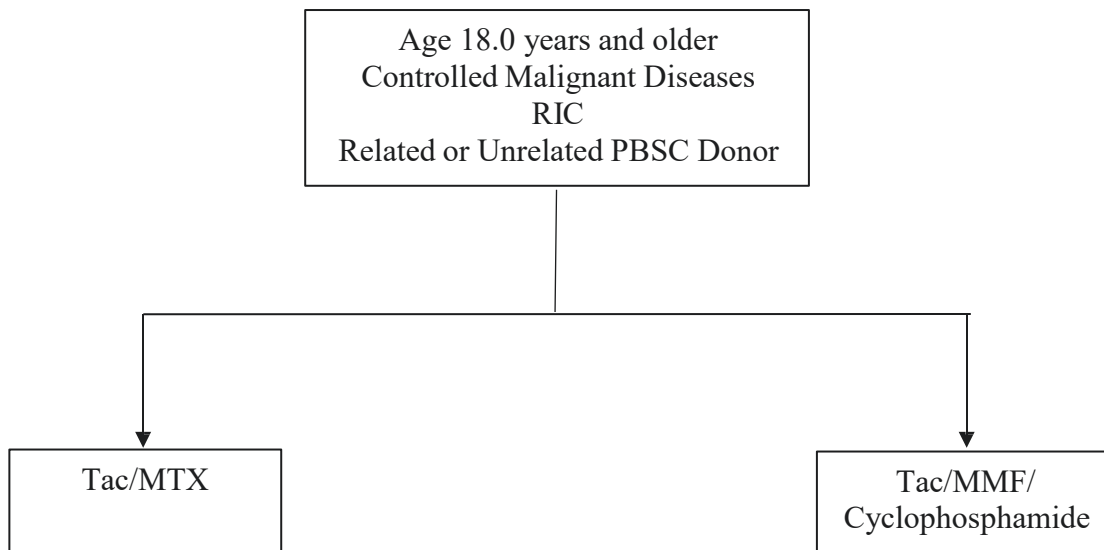 Age 18.0 years and older
Controlled Malignant Diseases
RIC
Related or Unrelated PBSC Donor
Tac/MTX
Tac/MMF/
Cyclophosphamide